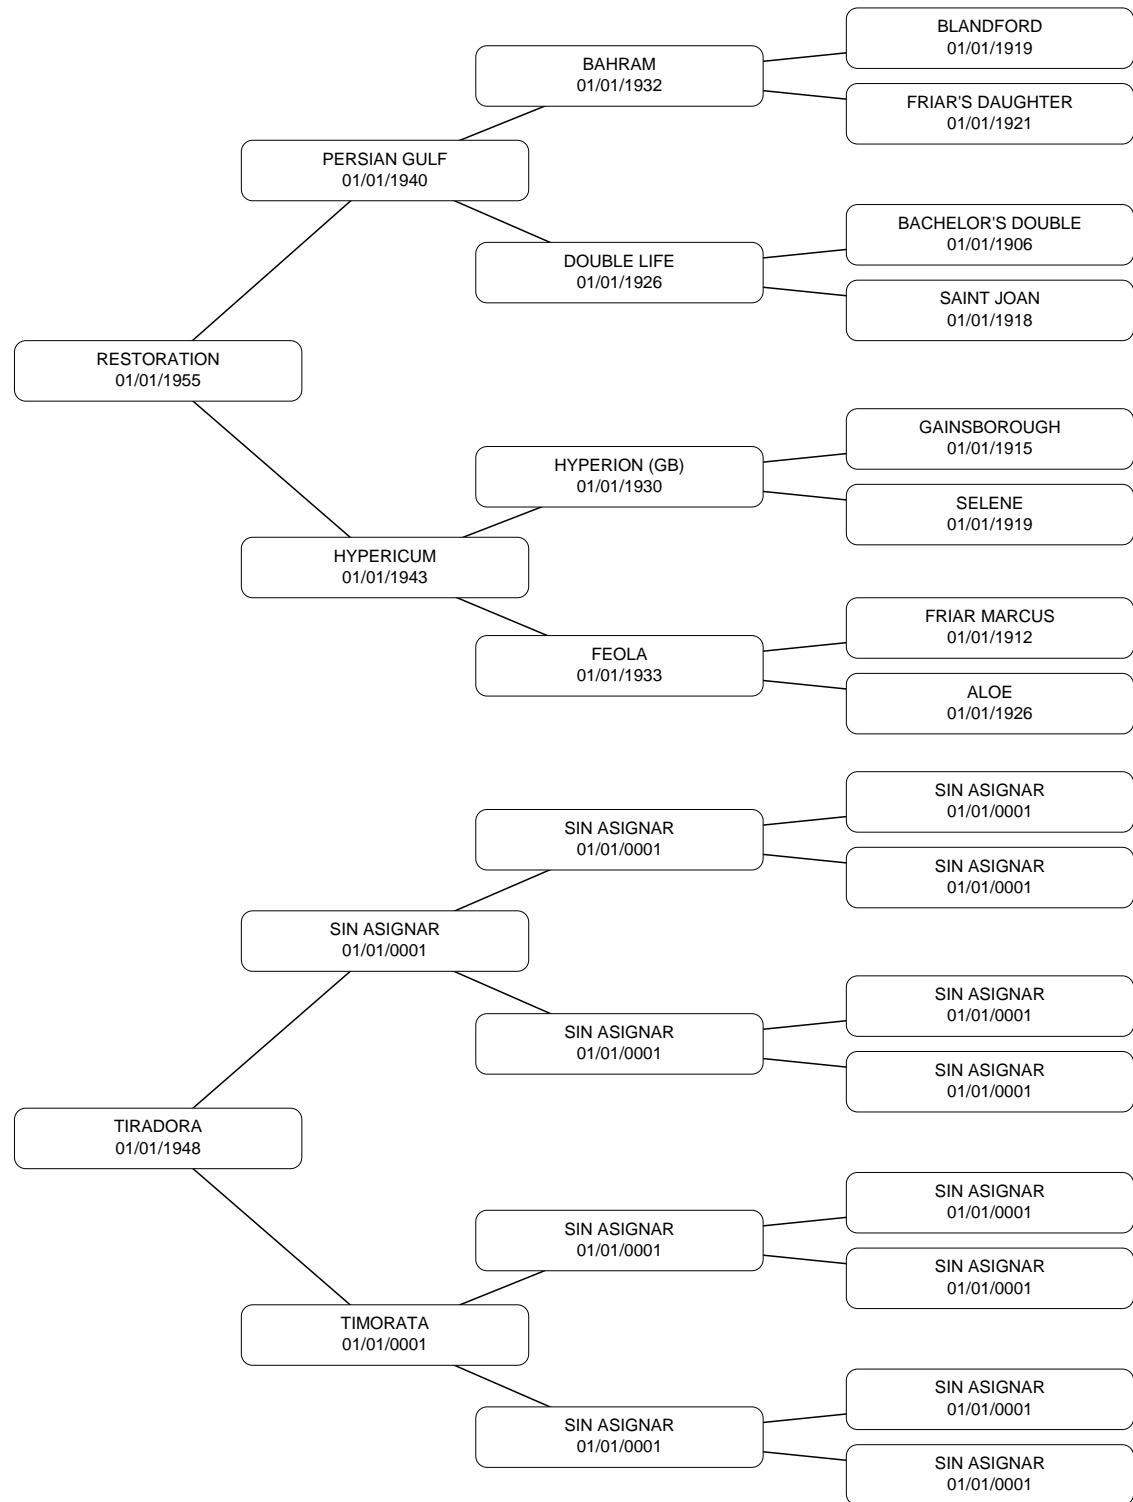 BLANDFORD
01/01/1919
BAHRAM
01/01/1932
FRIAR'S DAUGHTER
01/01/1921
PERSIAN GULF
01/01/1940
BACHELOR'S DOUBLE
01/01/1906
DOUBLE LIFE
01/01/1926
SAINT JOAN
01/01/1918
RESTORATION
01/01/1955
GAINSBOROUGH
01/01/1915
HYPERION (GB)
01/01/1930
SELENE
01/01/1919
HYPERICUM
01/01/1943
FRIAR MARCUS
01/01/1912
FEOLA
01/01/1933
ALOE
01/01/1926
SIN ASIGNAR
01/01/0001
SIN ASIGNAR
01/01/0001
SIN ASIGNAR
01/01/0001
SIN ASIGNAR
01/01/0001
SIN ASIGNAR
01/01/0001
SIN ASIGNAR
01/01/0001
SIN ASIGNAR
01/01/0001
TIRADORA
01/01/1948
SIN ASIGNAR
01/01/0001
SIN ASIGNAR
01/01/0001
SIN ASIGNAR
01/01/0001
TIMORATA
01/01/0001
SIN ASIGNAR
01/01/0001
SIN ASIGNAR
01/01/0001
SIN ASIGNAR
01/01/0001